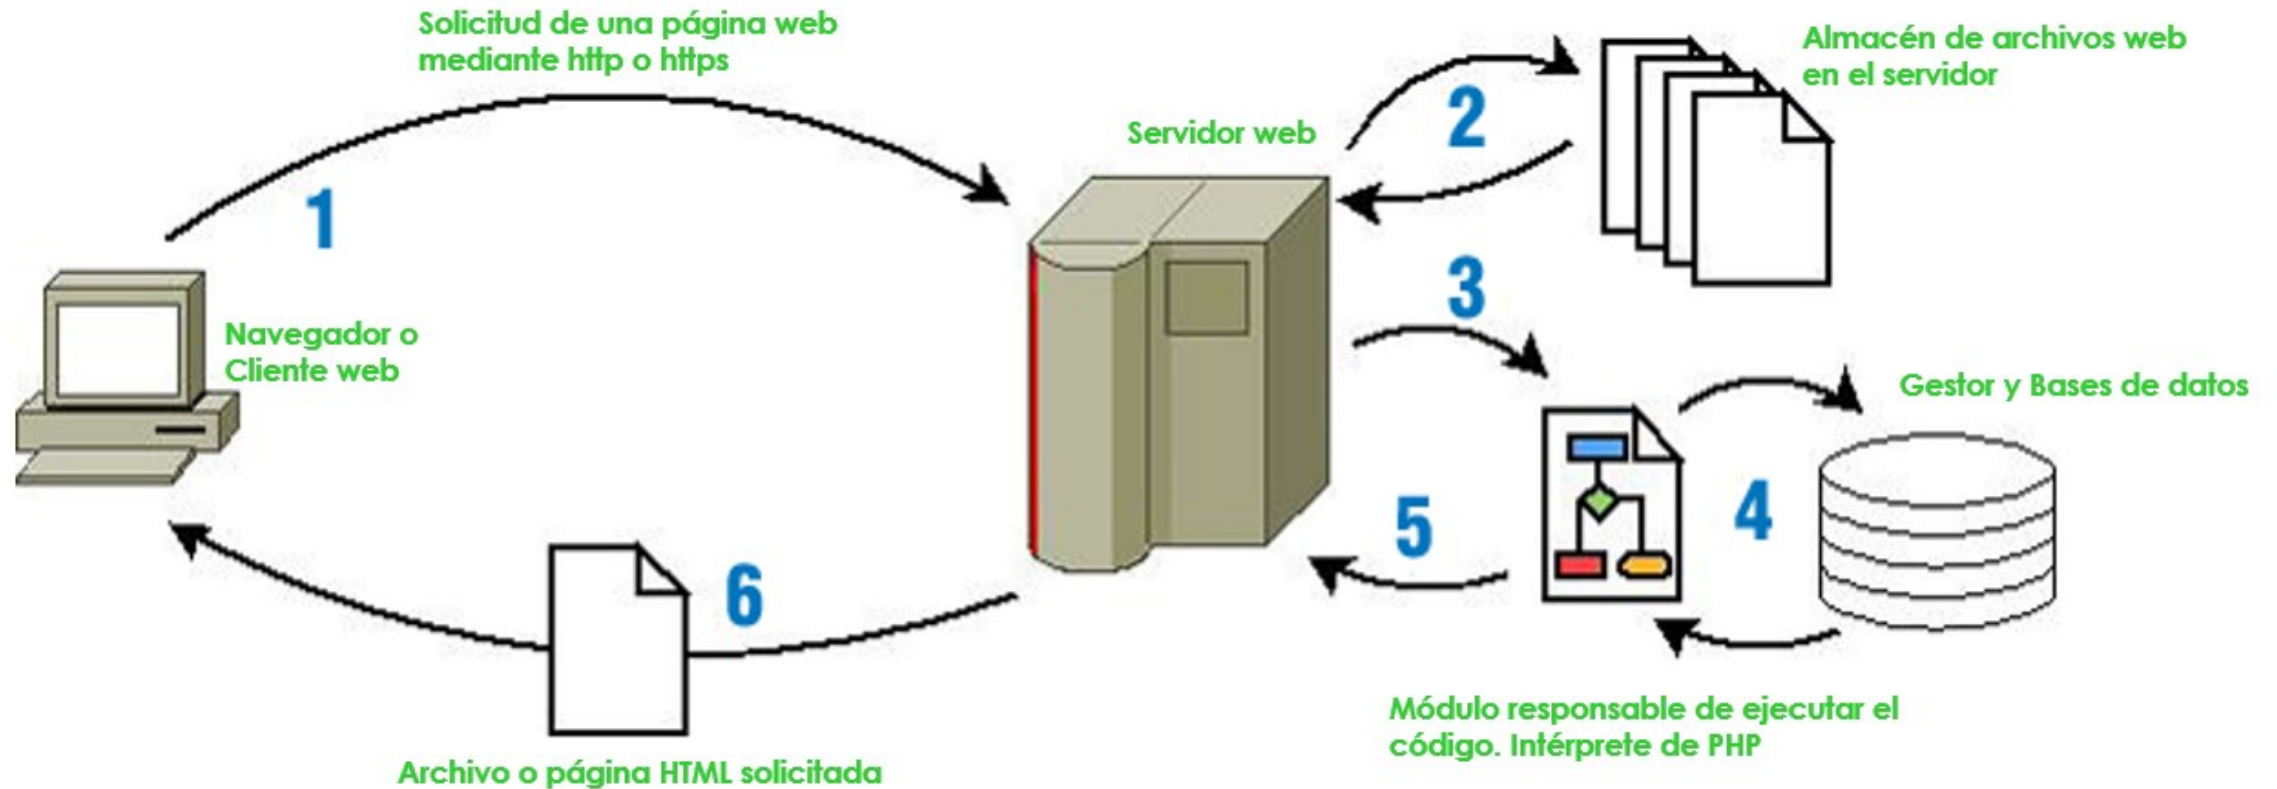 Solicitud de una página web
mediante http o https
Almacén de archivos web
en el servidor
Servidor web
1
2
3
Navegador o
Cliente web
Gestor y Bases de datos
4
5
6
Módulo responsable de ejecutar el
código. Intérprete de PHP
Archivo o página HTML solicitada